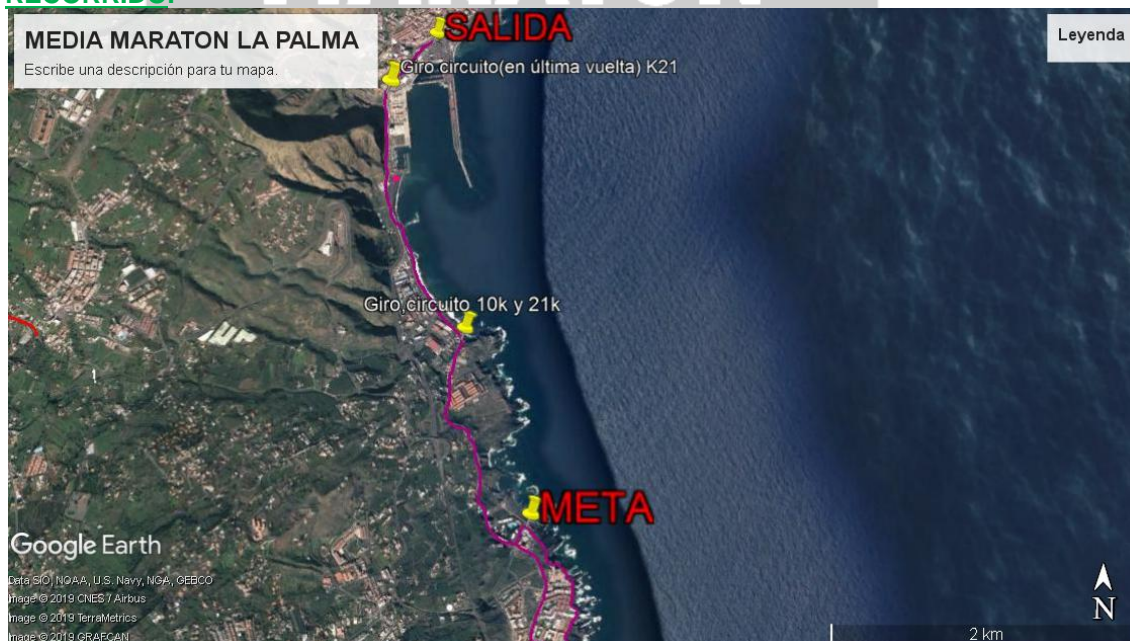 RECORRIDO:
MARATON
SALIDA
MEDIA MARATON LA PALMA
Escribe una descripción para tu mapa.
Leyenda
Giro circuito(en última vuelta) K21
Giro circuito 10k y 21k
META
Google Earth
Data SIO, NOAA, U.S. Navy, NGA, GEBCO
Image © 2019 CNES / Airbus
Image © 2019 TerraMetrics
Image © 2019 GRAFCAN
N
2 km